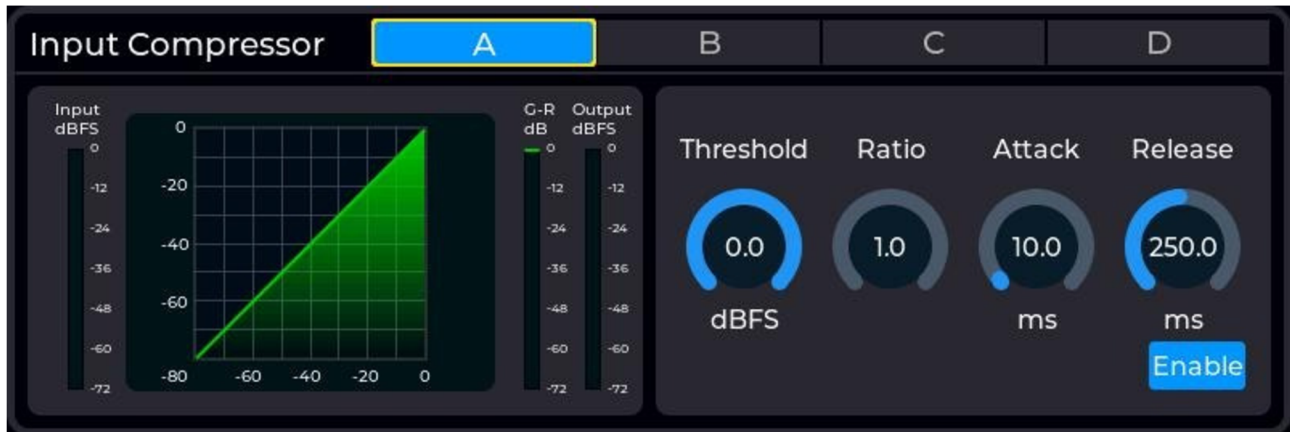 Input Compressor A B C D
Input
dBFS
0
-12
-24
-36
-48
-60
-72
0
-20
-40
-60
-80 -60 -40 -20 0
G-R
dB
0
-12
-24
-36
-48
-60
-72
Output
dBFS
0
-12
-24
-36
-48
-60
-72
Threshold Ratio Attack Release
0.0 1.0 10.0 250.0
dBFS ms ms
Enable